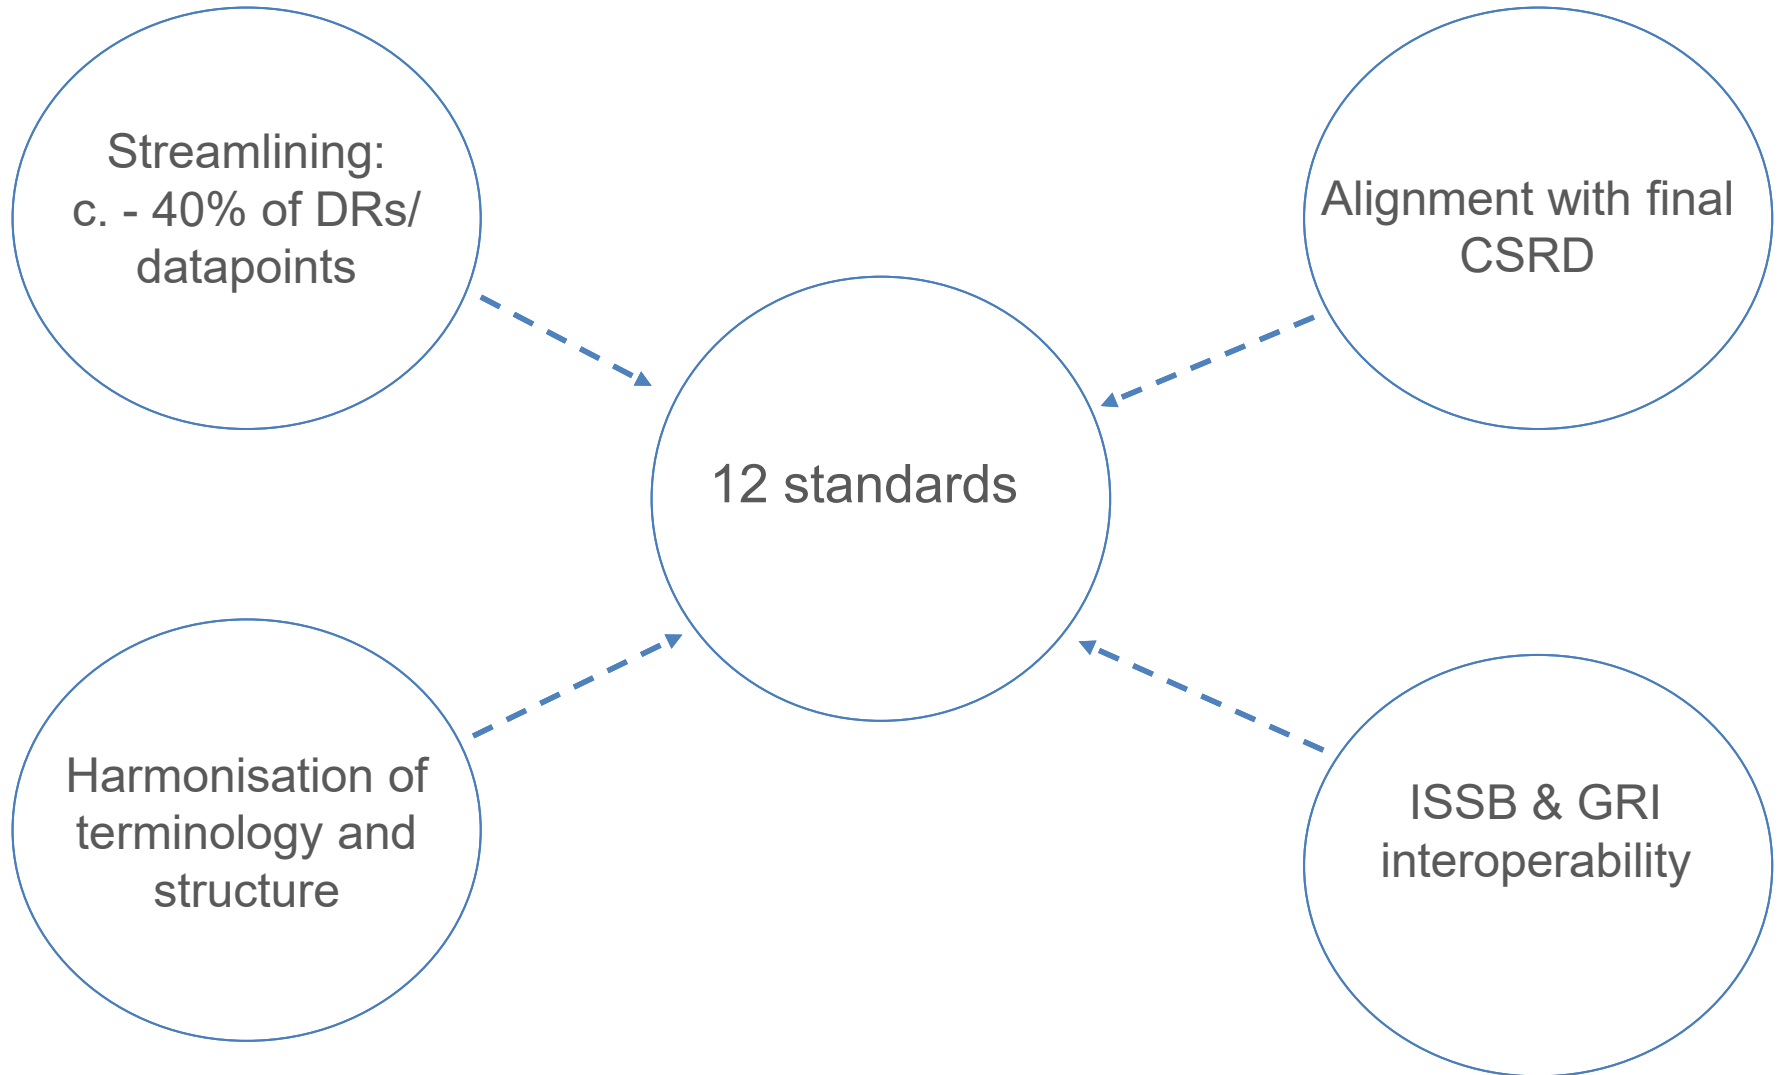 Streamlining:
c. - 40% of DRs/
datapoints
Alignment with final
CSRD
12 standards
Harmonisation of
terminology and
structure
ISSB & GRI
interoperability